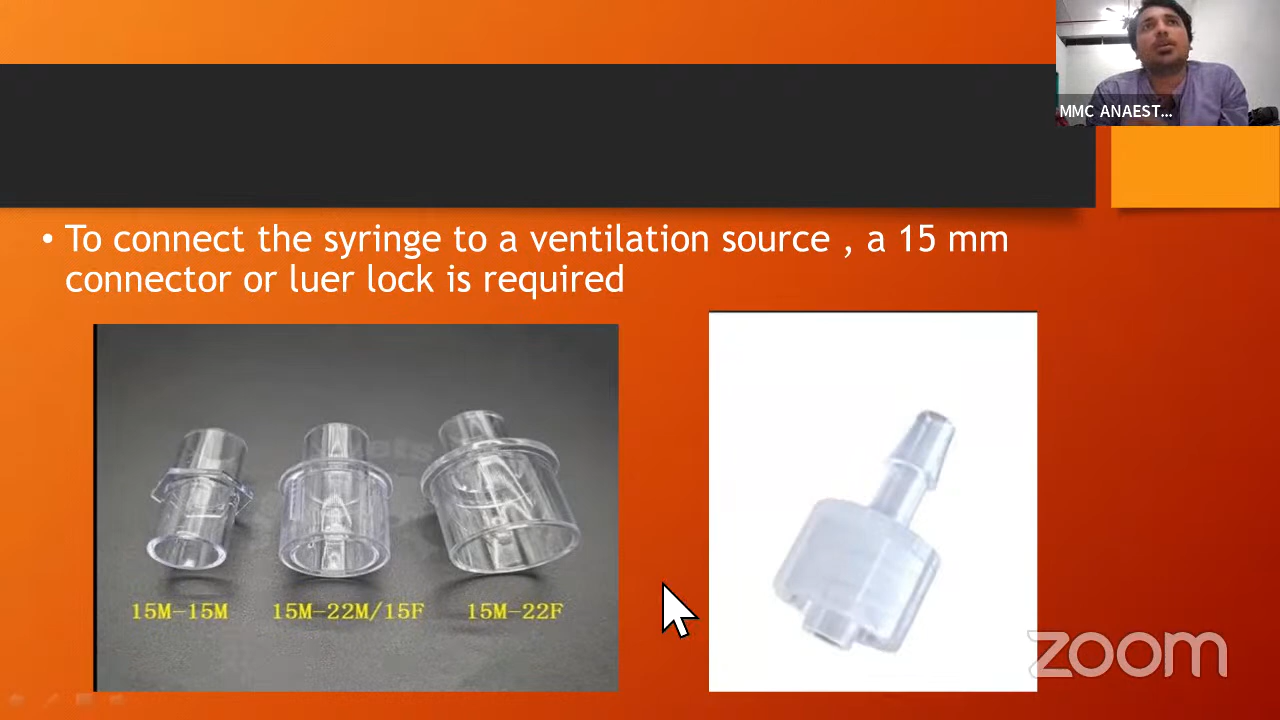 MMC ANAEST...
• To connect the syringe to a ventilation source , a 15 mm
connector or luer lock is required
15M-15M 15M-22M/15F 15M-22F
zoom